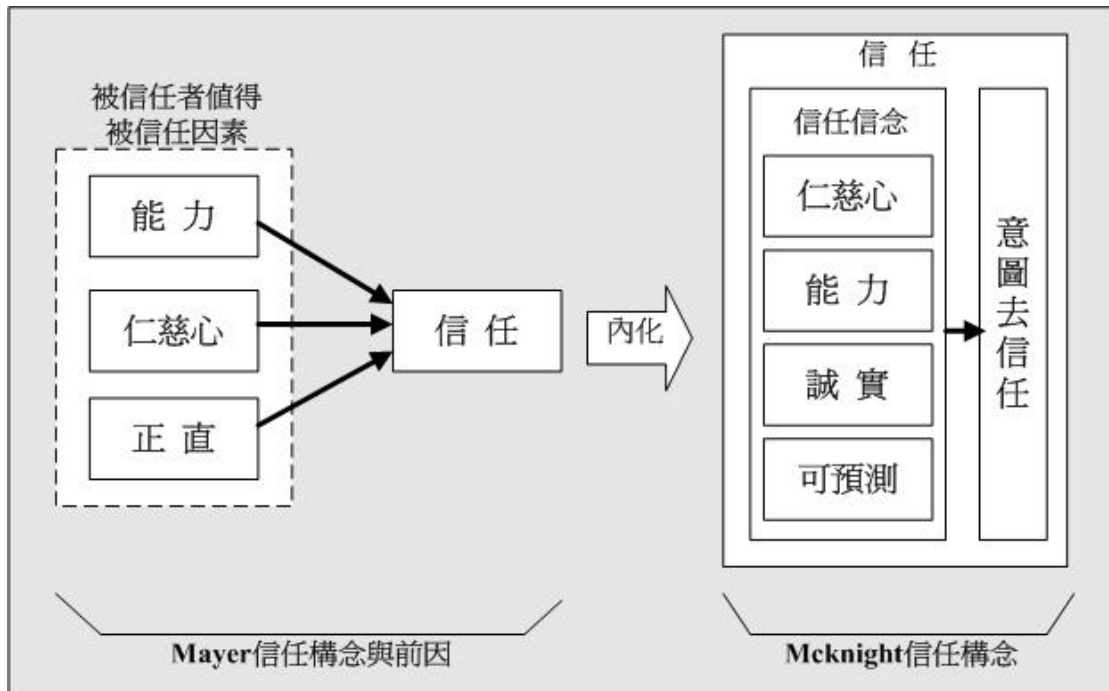 被信任者值得
被信任因素
能 力
仁慈心
正 直
信 任
內化
信 任
信任信念
仁慈心
能 力
誠 實
可預測
意圖去信任
Mayer信任構念與前因
Mcknight信任構念